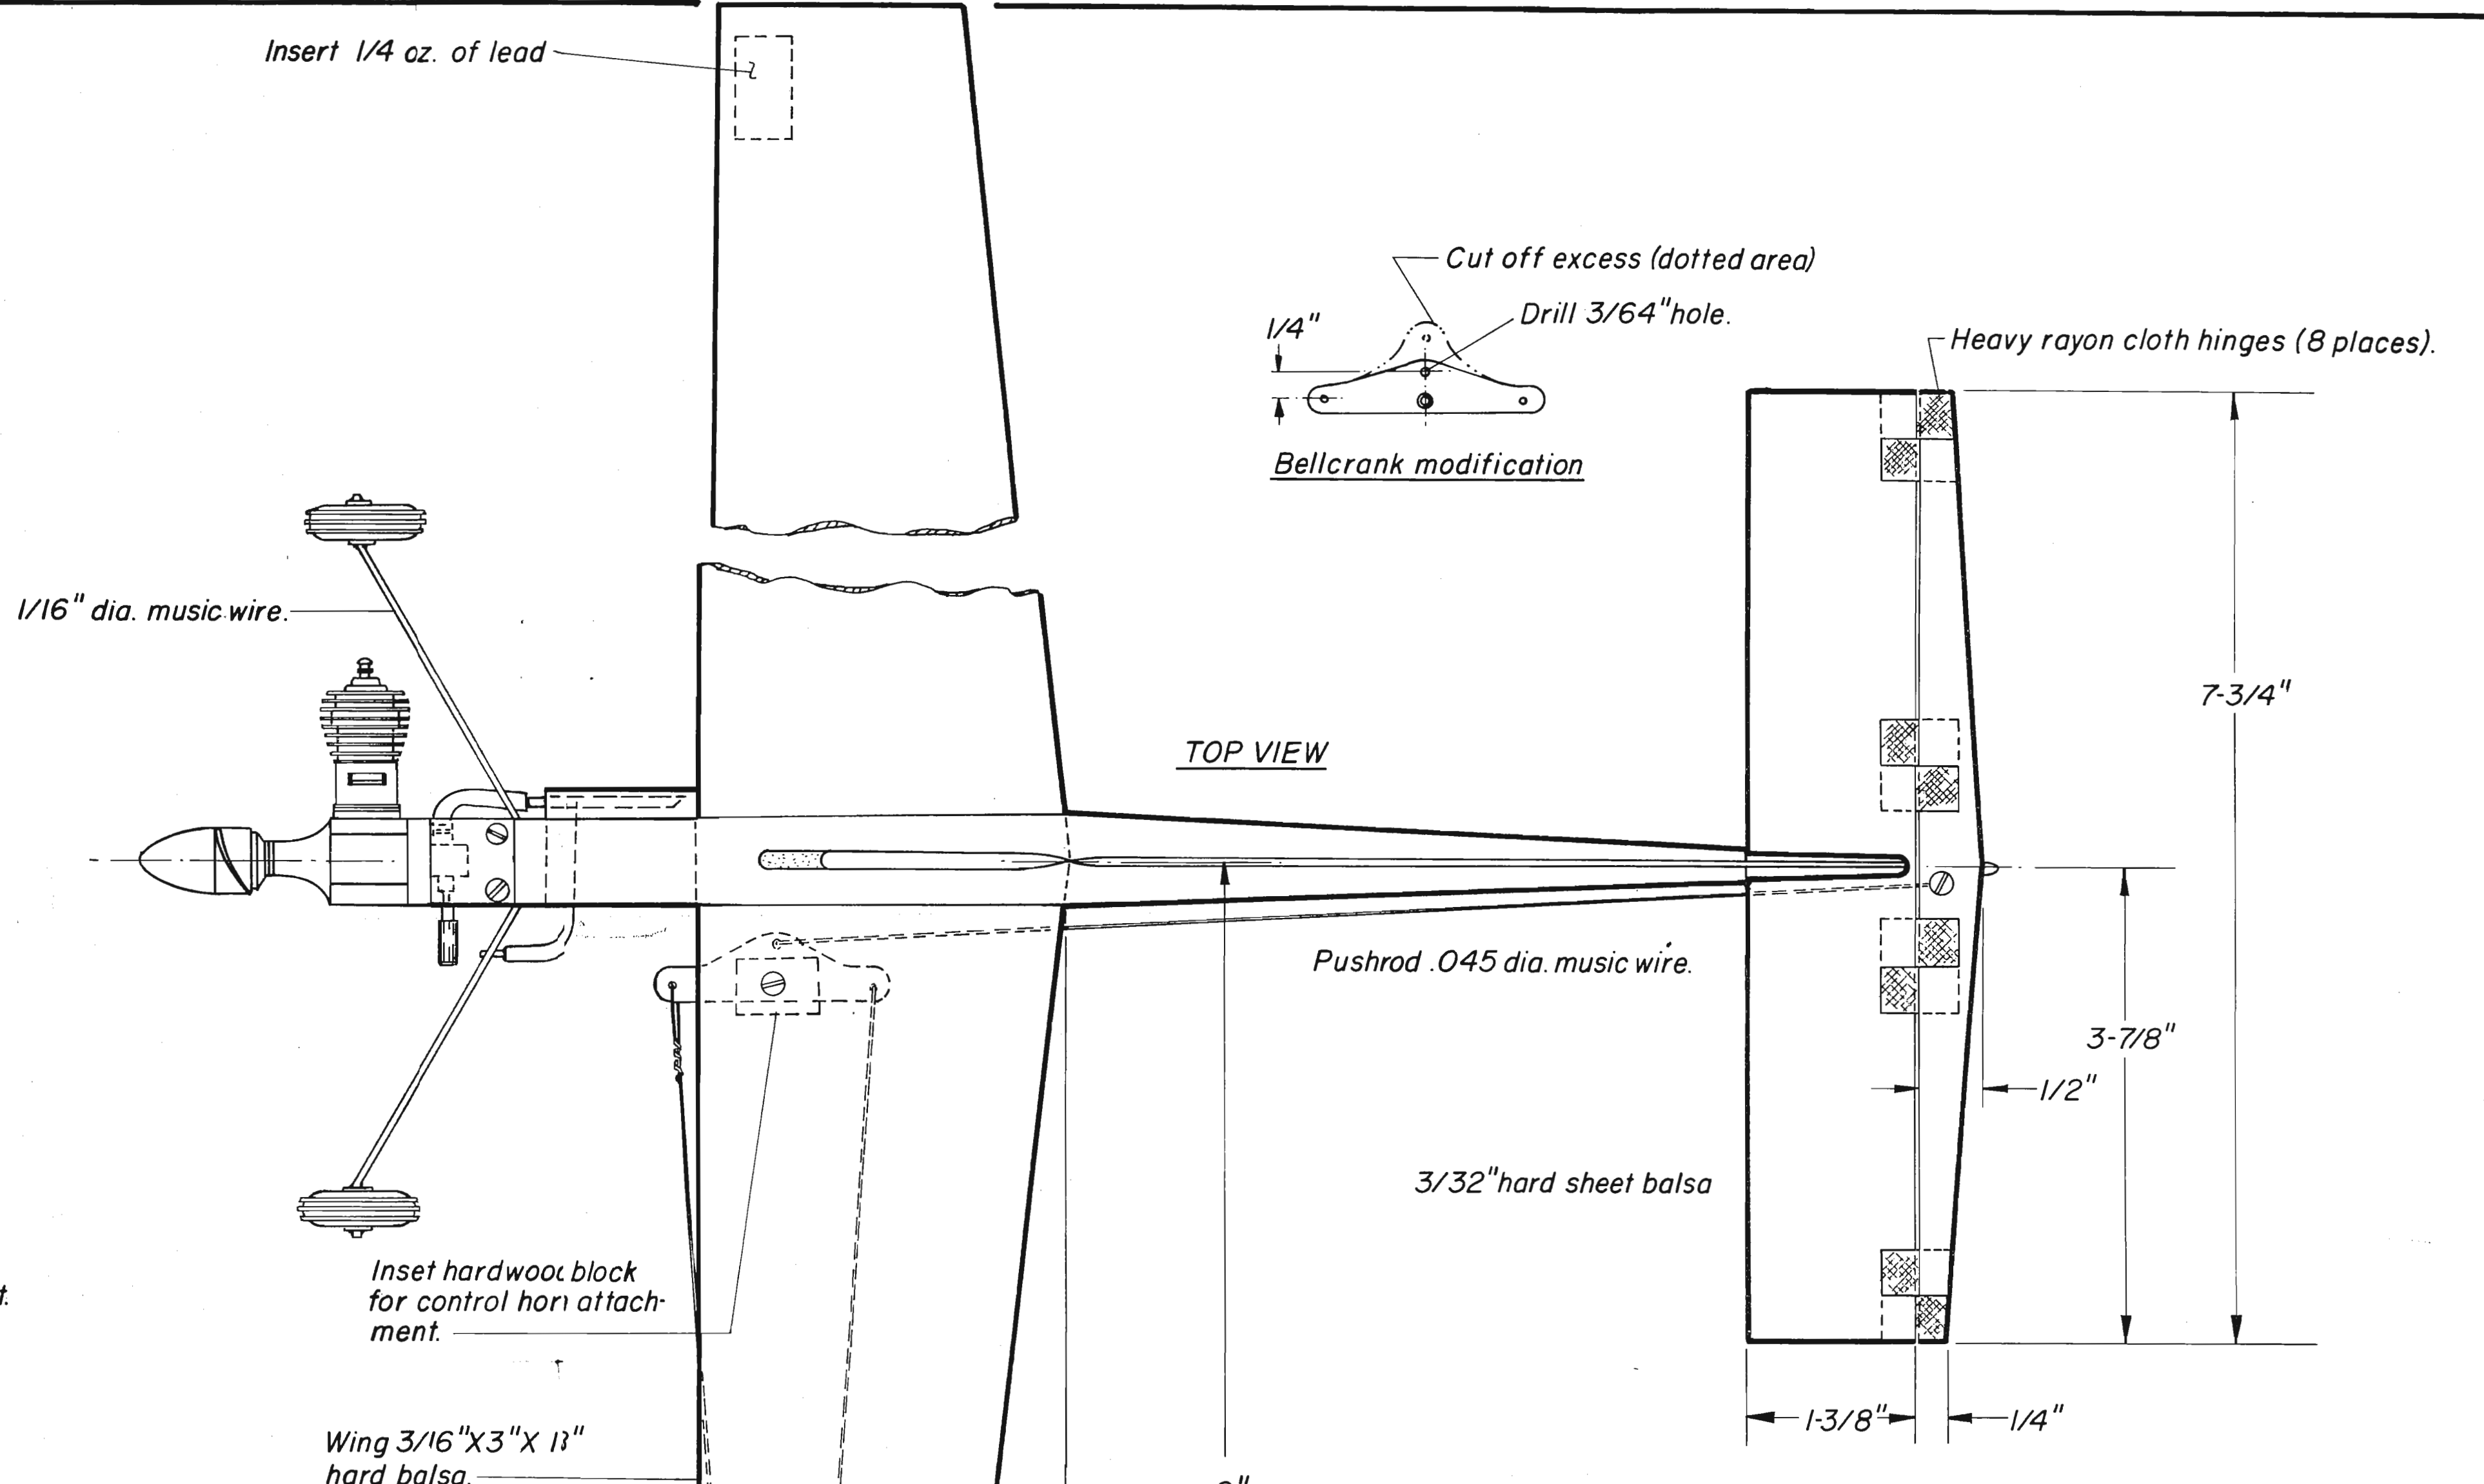 Insert 1/4 oz. of lead
Cut off excess (dotted area)
Drill 3/64" hole.
1/4"
Heavy rayon cloth hinges (8 places).
Bellcrank modification
1/16" dia. music wire.
7-3/4"
TOP VIEW
Pushrod .045 dia. music wire.
3-7/8"
1/2"
3/32" hard sheet balsa
Inset hardwood block
for control horn attach-
ment.
1-3/8"
1/4"
Wing 3/16" X 3" X 13"
hard balsa.